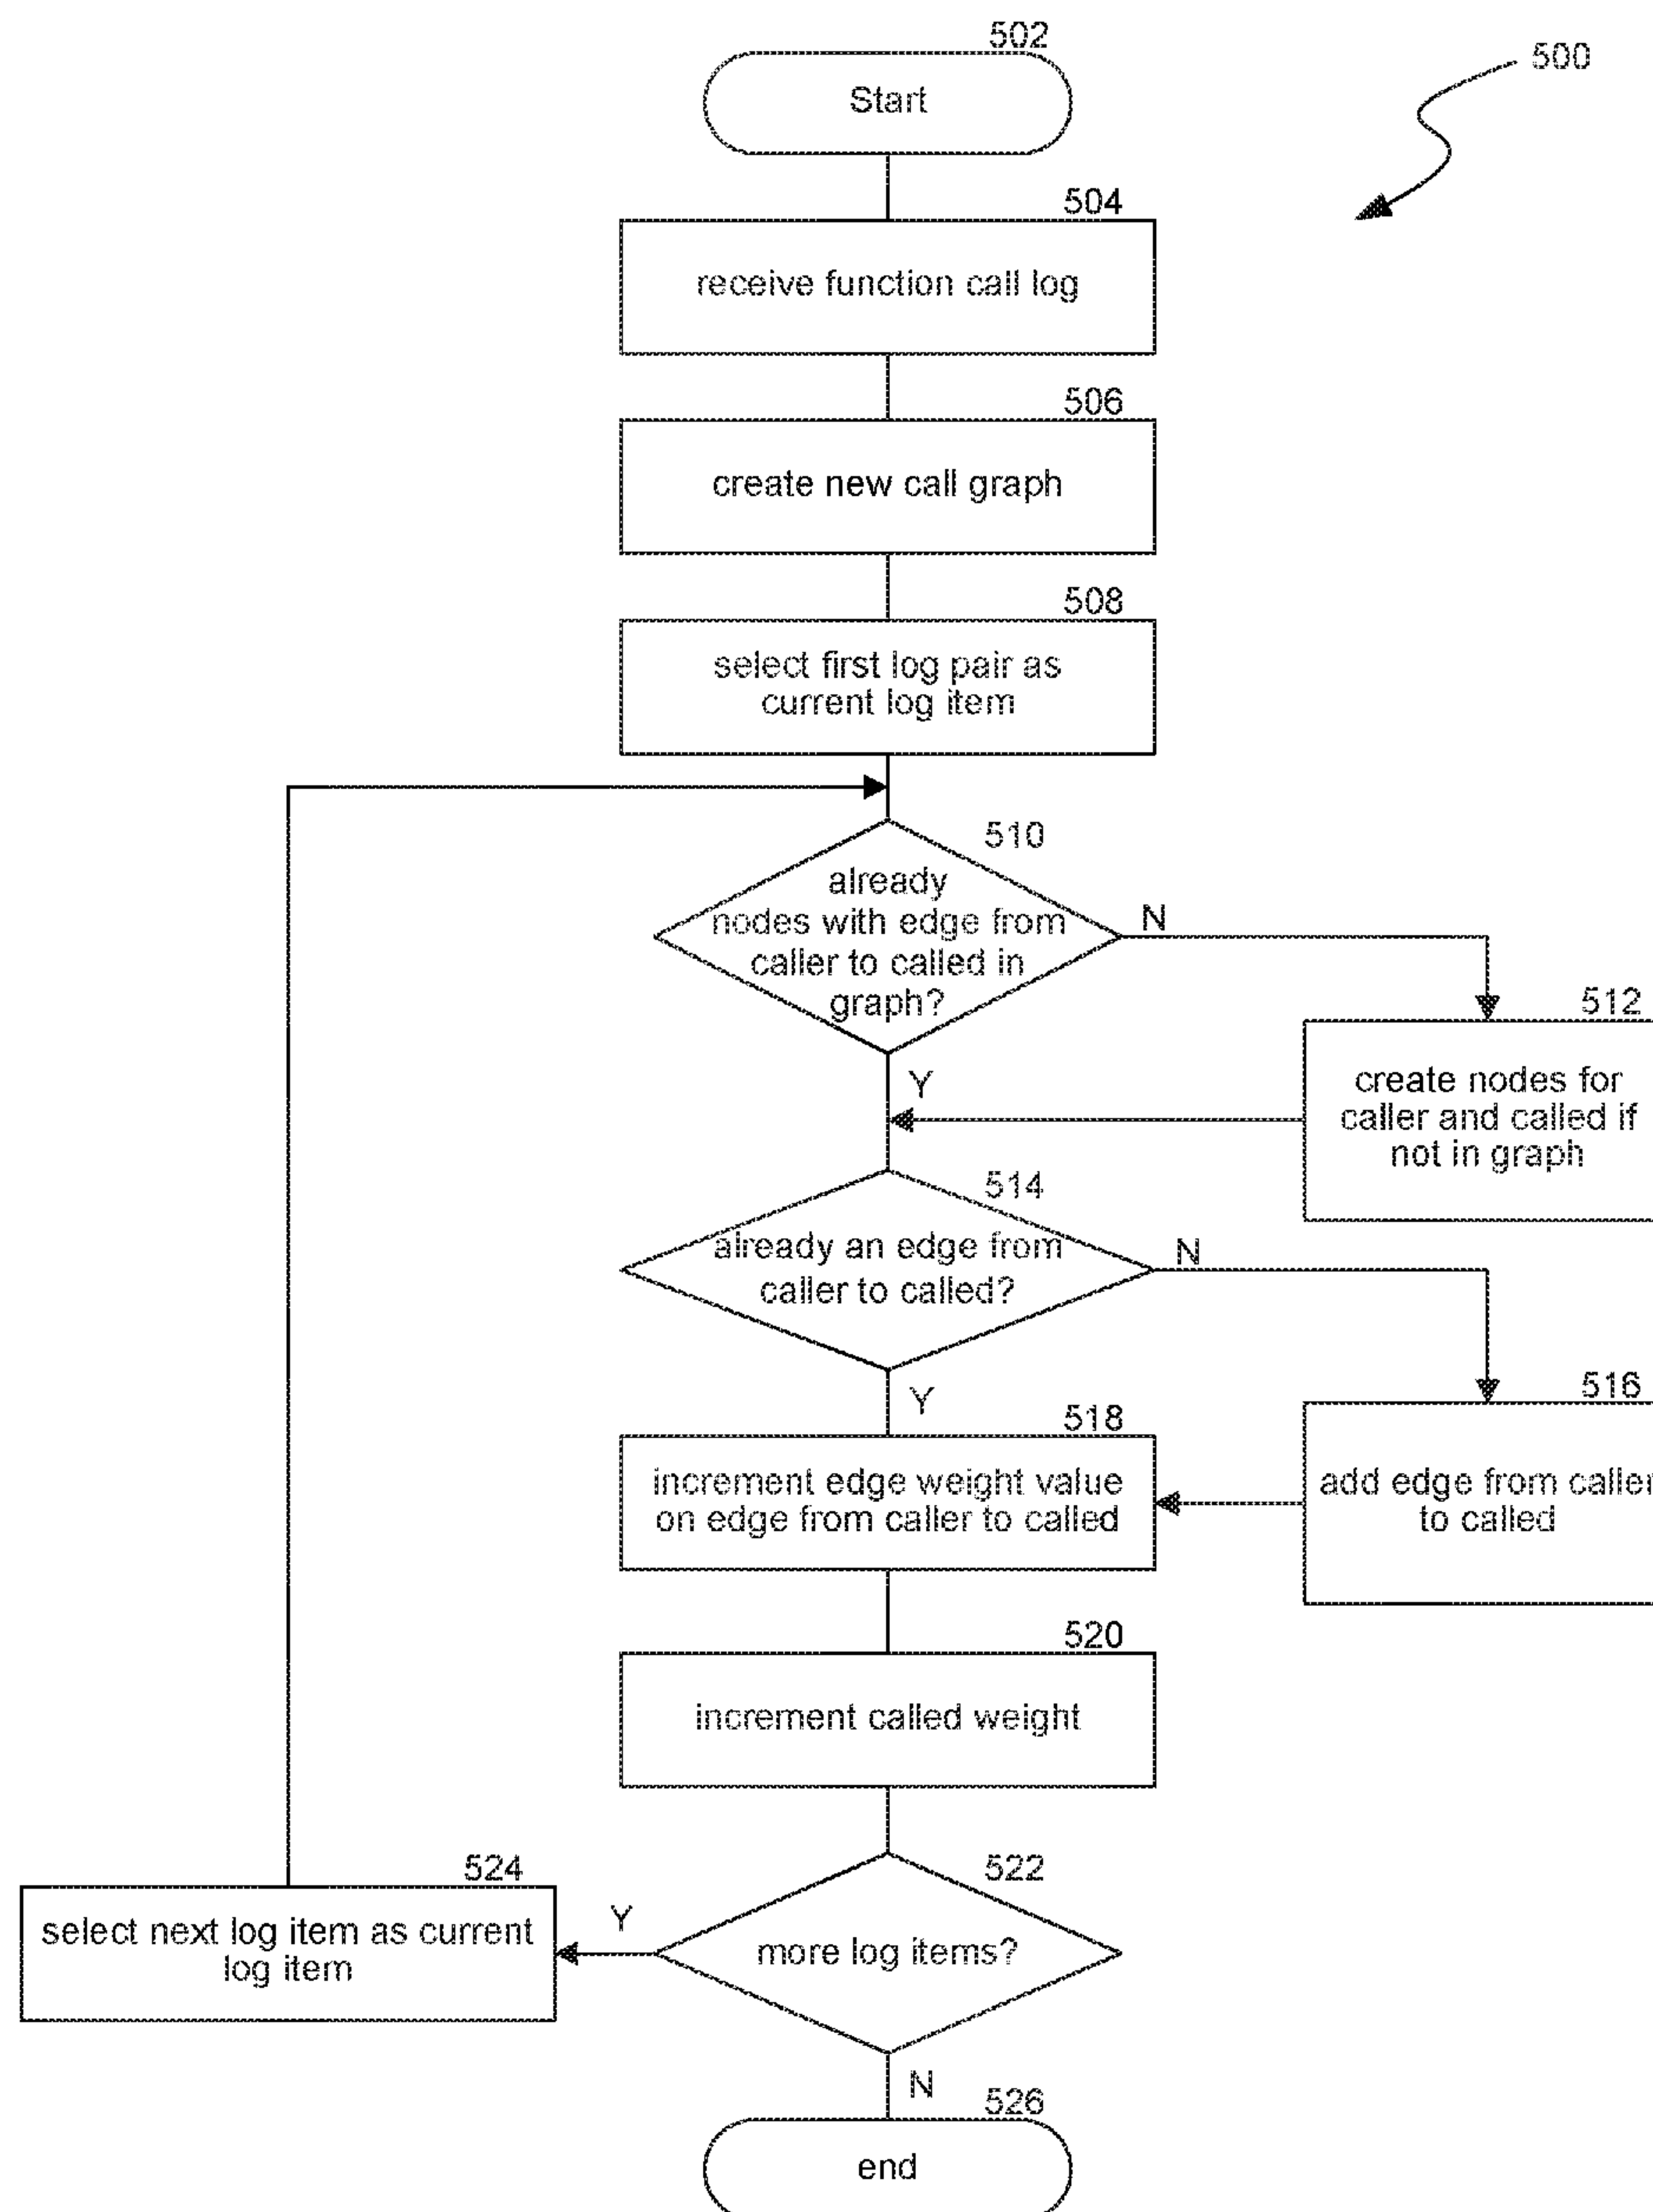 502
Start
500
504
receive function call log
506
create new call graph
508
select first log pair as
current log item
510
already
nodes with edge from
caller to called in
graph?
N
Y
512
create nodes for
caller and called if
not in graph
514
already an edge from
caller to called?
N
Y
516
add edge from caller
to called
518
increment edge weight value
on edge from caller to called
520
increment called weight
522
more log items?
Y
524
select next log item as current
log item
N
526
end